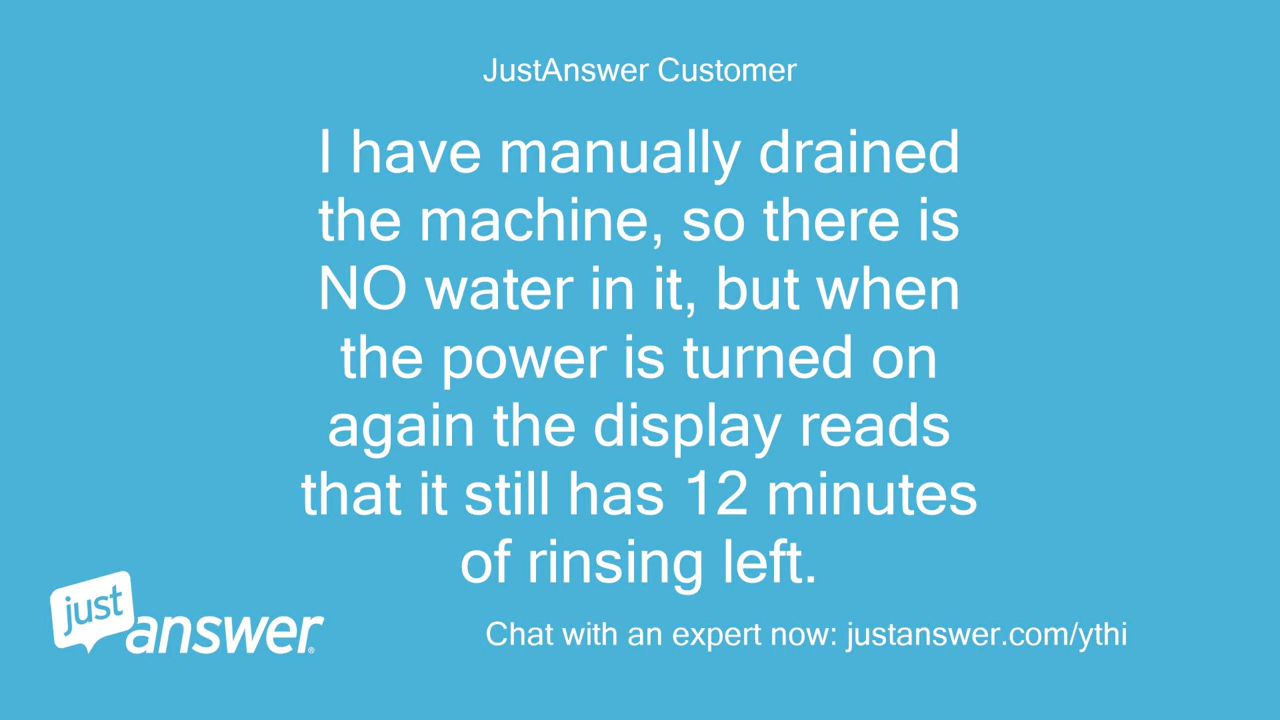 JustAnswer Customer
I have manually drained
the machine, so there is
NO water in it, but when
the power is turned on
again the display reads
that it still has 12 minutes
of rinsing left.
just
answer®
Chat with an expert now: justanswer.com/ythi